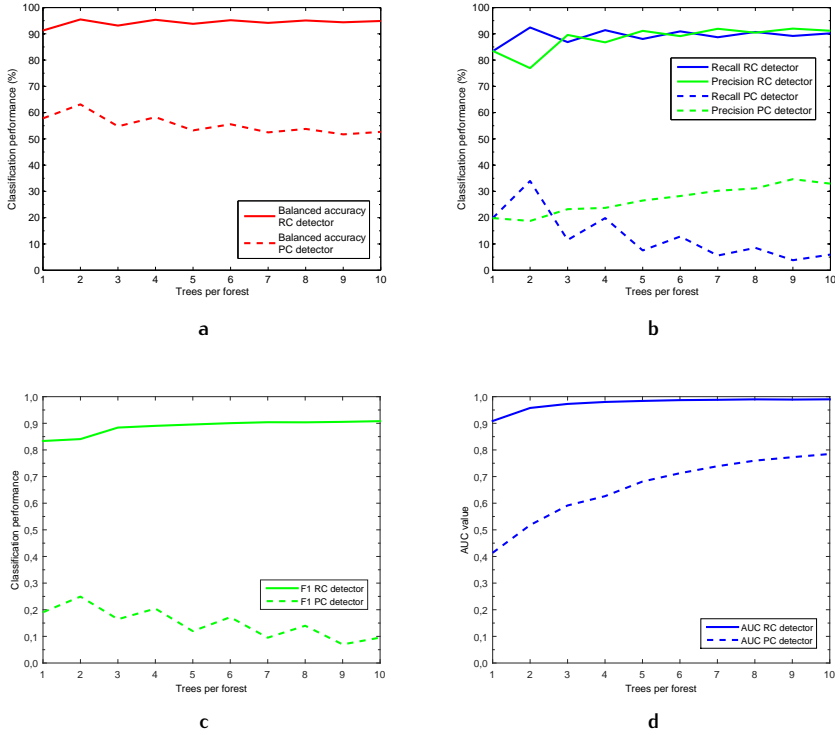 100
90
80
70
60
50
40
30
20
10
0
Classification performance (%)
Balanced accuracy
RC detector
Balanced accuracy
PC detector
1 2 3 4 5 6 7 8 9 10
Trees per forest
a
100
90
80
70
60
50
40
30
20
10
0
Classification performance (%)
Recall RC detector
Precision RC detector
Recall PC detector
Precision PC detector
1 2 3 4 5 6 7 8 9 10
Trees per forest
b
1,0
0,9
0,8
0,7
0,6
0,5
0,4
0,3
0,2
0,1
0,0
Classification performance
F1 RC detector
F1 PC detector
1 2 3 4 5 6 7 8 9 10
Trees per forest
c
1,0
0,9
0,8
0,7
0,6
0,5
0,4
0,3
0,2
0,1
0,0
AUC value
AUC RC detector
AUC PC detector
1 2 3 4 5 6 7 8 9 10
Trees per forest
d